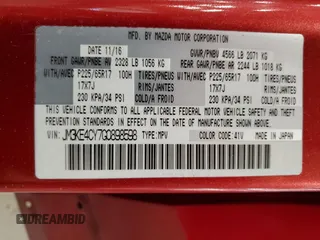 MFD. BY MAZDA MOTOR CORPORATION
DATE 11/16 GVWR/PNBV 4566 LB 2071 KG
FRONT GAWR/PNBE AV 2328 LB 1056 KG REAR GAWR/PNBE AR 2244 LB 1018 KG
WITH/AVEC P225/65R17 100H TIRES/PNEUS WITH/AVEC P225/65R17 100H TIRES/PNEUS
17X7J RIMS/JANTES 17X7J RIMS/JANTES
230 KPA/34 PSI COLD/A FROID 230 KPA/34 PSI COLD/A FROID
THIS VEHICLE CONFORMS TO ALL APPLICABLE U.S. FEDERAL MOTOR VEHICLE
SAFETY, BUMPER, AND THEFT PREVENTION STANDARDS IN EFFECT ON THE DATE OF
MANUFACTURE SHOWN ABOVE.
VIN: JM3KE4CY7G0898598 TYPE: MPV COLOR CODE: 41V MADE IN JAPAN
© DREAMBID